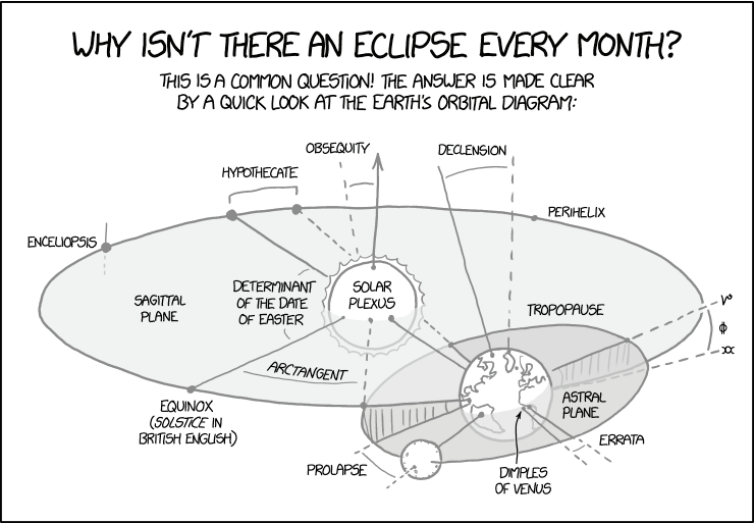 WHY ISN'T THERE AN ECLIPSE EVERY MONTH?
THIS IS A COMMON QUESTION! THE ANSWER IS MADE CLEAR
BY A QUICK LOOK AT THE EARTH'S ORBITAL DIAGRAM:
OBSEQUITY
DECLENSION
HYPOTHECATE
PERIHELIX
ENCELIOPSIS
SAGITTAL
PLANE
DETERMINANT
OF THE DATE
OF EASTER
SOLAR
PLEXUS
TROPOPAUSE
ϕ
ARCTANGENT
EQUINOX
(SOLSTICE IN
BRITISH ENGLISH)
ASTRAL
PLANE
ERRATA
PROLAPSE
DIMPLES
OF VENUS